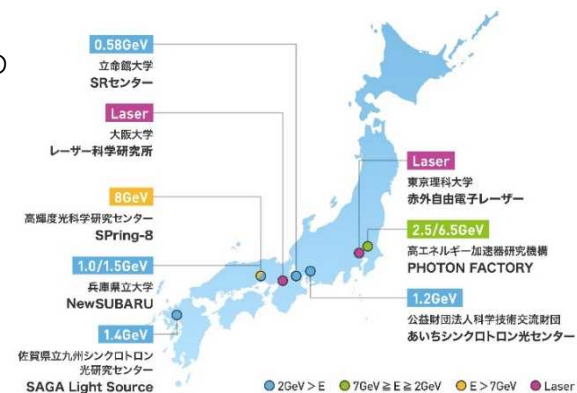 0.58GeV
立命館大学
SRセンター
Laser
大阪大学
レーザー科学研究所
8GeV
高輝度光科学研究センター
SPring-8
1.0/1.5GeV
兵庫県立大学
NewSUBARU
1.4GeV
佐賀県立九州シンクロトロン
光研究センター
SAGA Light Source
Laser
東京理科大学
赤外自由電子レーザー
2.5/6.5GeV
高エネルギー加速器研究機構
PHOTON FACTORY
1.2GeV
公益財団法人科学技術交流財団
あいちシンクロトロン光センター
2GeV > E
7GeV ≧ E ≧ 2GeV
E > 7GeV
Laser